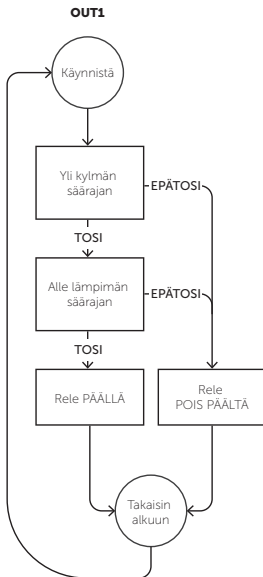 OUT1
Käynnistä
Yli kylmän
säärajan
EPÄTOSI
TOSI
Alle lämpimän
säärajan
EPÄTOSI
TOSI
Rele PÄÄLLÄ
Rele
POIS PÄÄLTÄ
Takaisin
alkuun